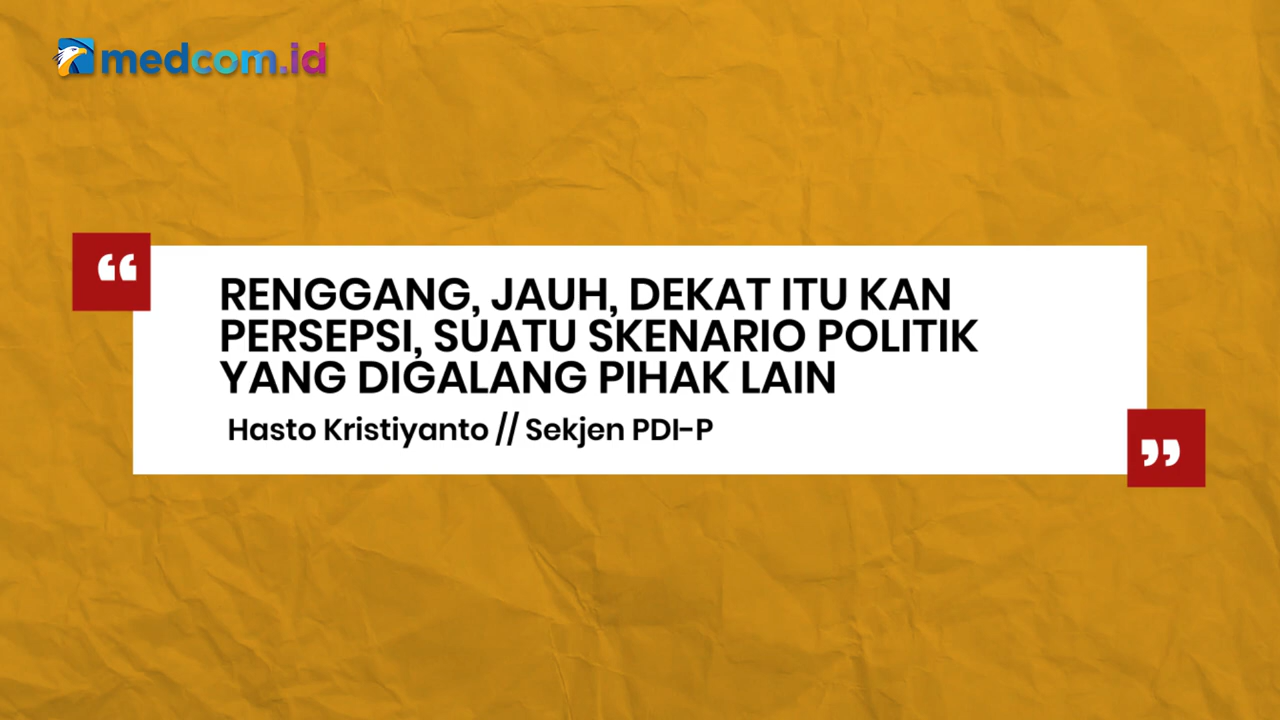 medcom.id
“
RENGGANG, JAUH, DEKAT ITU KAN
PERSEPSI, SUATU SKENARIO POLITIK
YANG DIGALANG PIHAK LAIN
Hasto Kristiyanto // Sekjen PDI-P
”